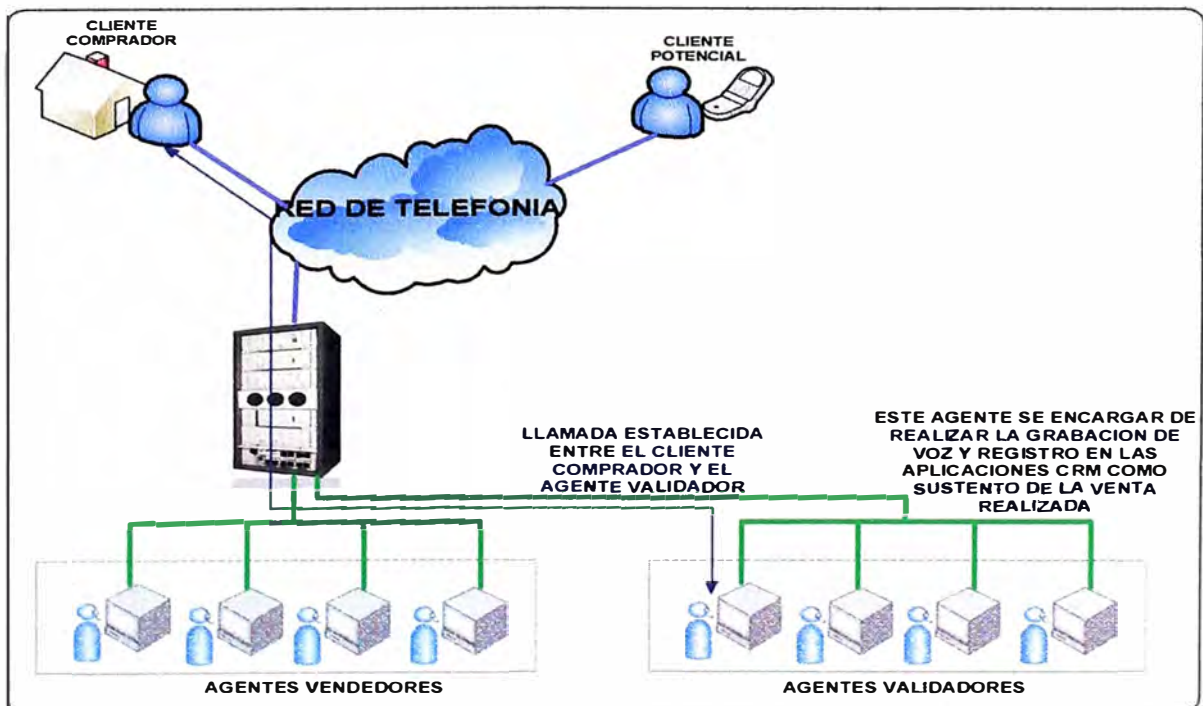 CLIENTE
COMPRADOR
CLIENTE
POTENCIAL
RED DE TELEFONIA
LLAMADA ESTABLECIDA
ENTRE EL CLIENTE
COMPRADOR Y EL
AGENTE VALIDADOR
ESTE AGENTE SE ENCARGAR DE
REALIZAR LA GRABACION DE
VOZ Y REGISTRO EN LAS
APLICACIONES CRM COMO
SUSTENTO DE LA VENTA
REALIZADA
AGENTES VENDEDORES
AGENTES VALIDADORES